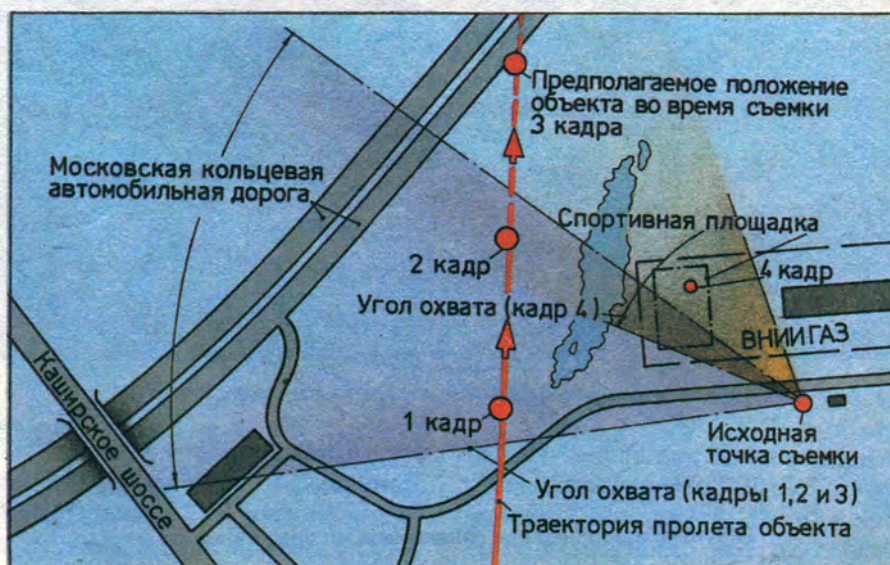 Предполагаемое положение
объекта во время съемки
3 кадра
Московская кольцевая
автомобильная дорога
Спортивная площадка
2 кадр
4 кадр
Угол охвата (кадр 4)
ВНИИГАЗ
Каширское шоссе
1 кадр
Исходная
точка съемки
Угол охвата (кадры 1,2 и 3)
Траектория пролета объекта